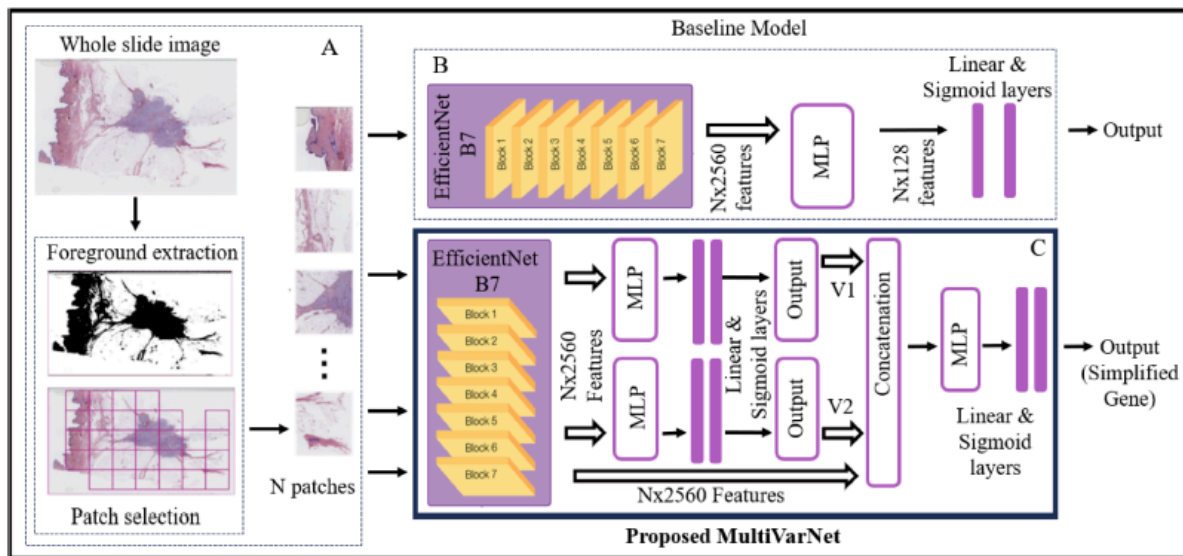 Whole slide image
A
Foreground extraction
Patch selection
N patches
Baseline Model
B
EfficientNet
B7
Block 1
Block 2
Block 3
Block 4
Block 5
Block 6
Block 7
Nx2560
features
MLP
Nx128
features
Linear &
Sigmoid layers
Output
C
EfficientNet
B7
Block 1
Block 2
Block 3
Block 4
Block 5
Block 6
Block 7
Nx2560
Features
MLP
MLP
Linear &
Sigmoid layers
Output
Output
V1
V2
Concatenation
Nx2560 Features
MLP
Linear &
Sigmoid
layers
Output
(Simplified
Gene)
Proposed MultiVarNet